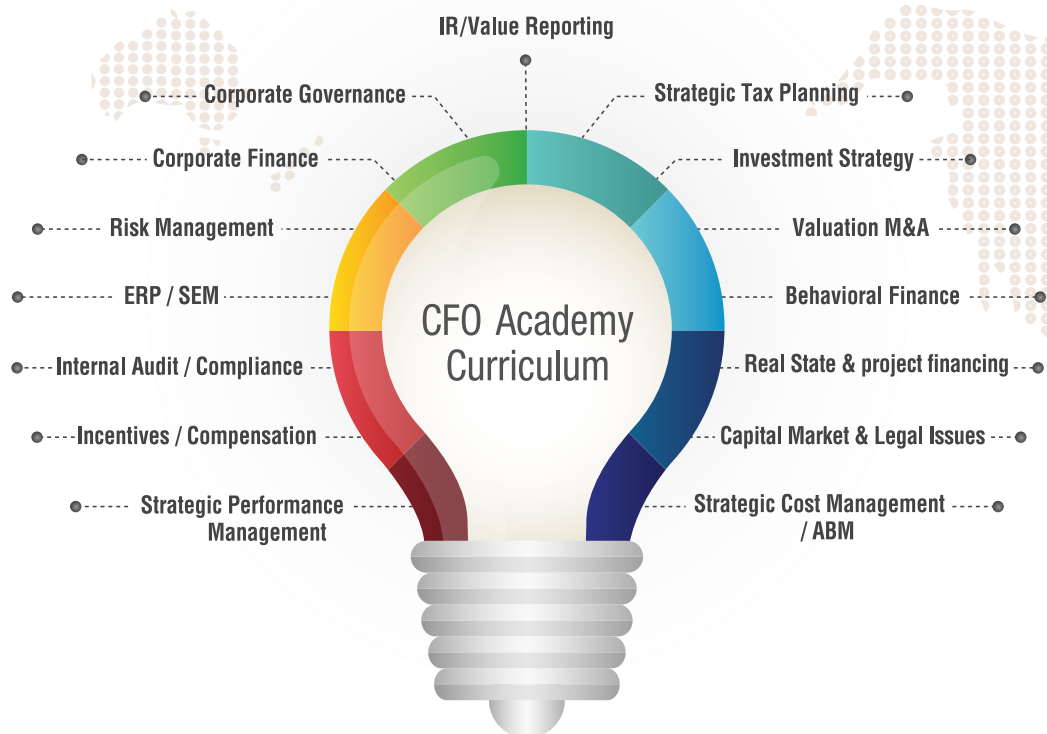 IR/Value Reporting
Corporate Governance
Strategic Tax Planning
Corporate Finance
Investment Strategy
Risk Management
Valuation M&A
ERP / SEM
Behavioral Finance
CFO Academy
Curriculum
Internal Audit / Compliance
Real State & project financing
Incentives / Compensation
Capital Market & Legal Issues
Strategic Performance
Management
Strategic Cost Management
/ ABM